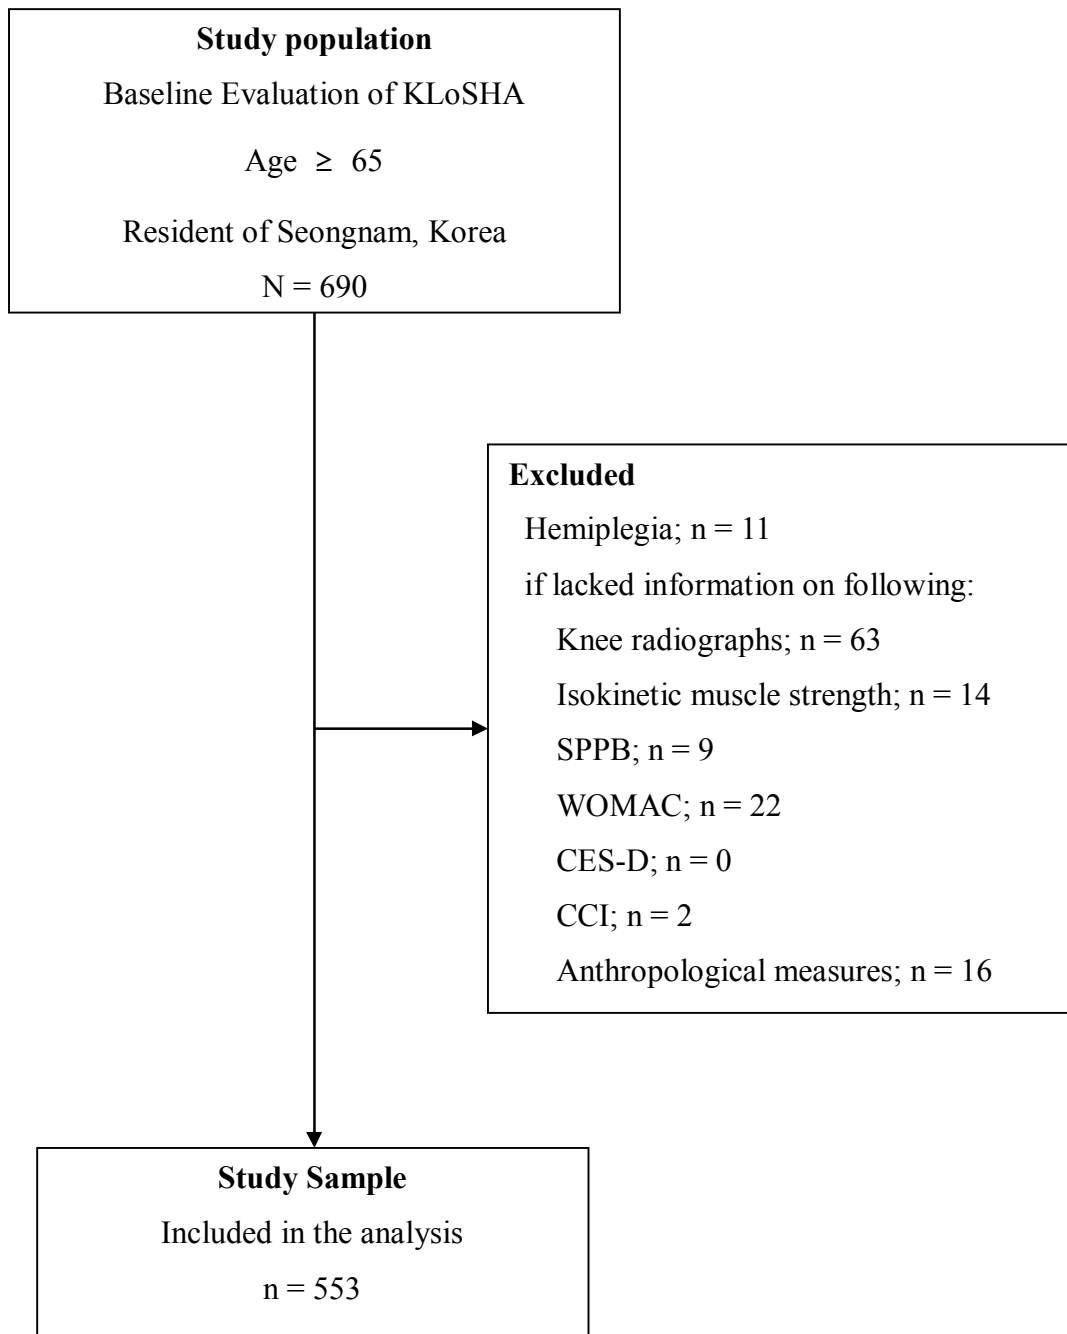 Study population
Baseline Evaluation of KLoSHA
Age ≥ 65
Resident of Seongnam, Korea
N = 690
Excluded
Hemiplegia; n = 11
if lacked information on following:
Knee radiographs; n = 63
Isokinetic muscle strength; n = 14
SPPB; n = 9
WOMAC; n = 22
CES-D; n = 0
CCI; n = 2
Anthropological measures; n = 16
Study Sample
Included in the analysis
n = 553